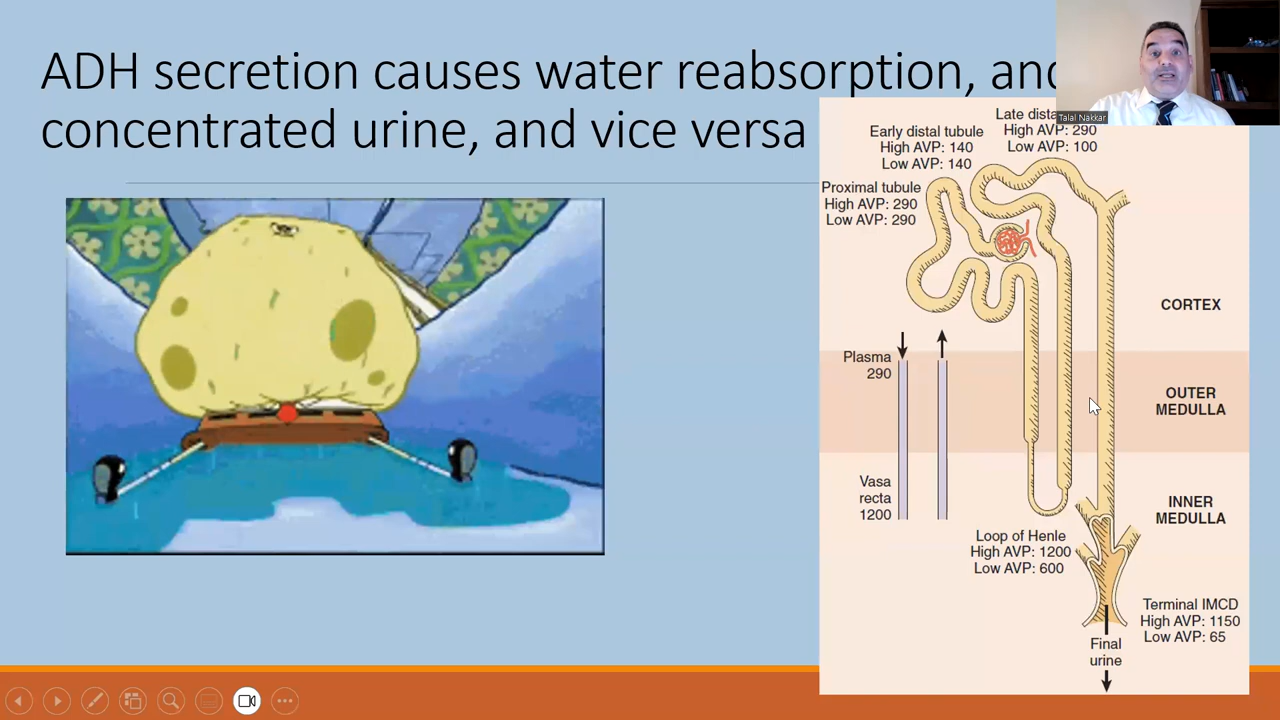 ADH secretion causes water reabsorption, and
concentrated urine, and vice versa
Talal Nakkar
Early distal tubule
High AVP: 140
Low AVP: 140
Late dista
High AVP: 290
Low AVP: 100
Proximal tubule
High AVP: 290
Low AVP: 290
CORTEX
Plasma
290
OUTER
MEDULLA
Vasa
recta
1200
INNER
MEDULLA
Loop of Henle
High AVP: 1200
Low AVP: 600
Terminal IMCD
High AVP: 1150
Low AVP: 65
Final
urine